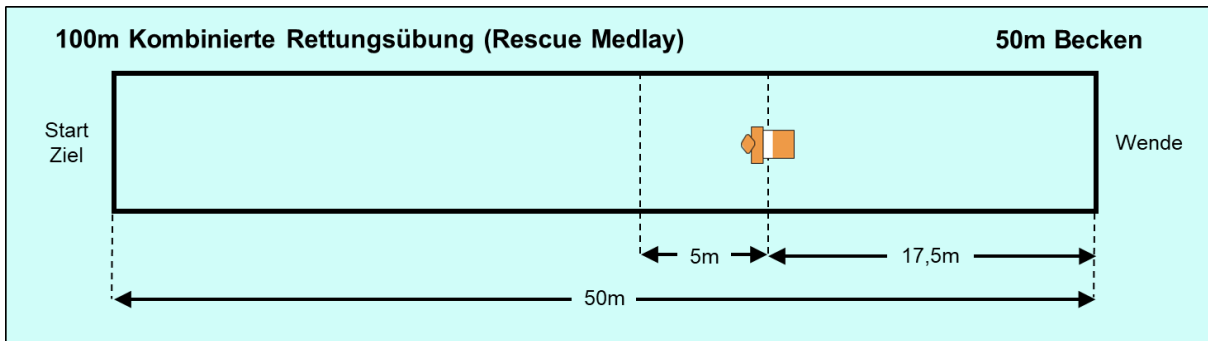 100m Kombinierte Rettungsübung (Rescue Medlay)
50m Becken
Start
Ziel
Wende
5m
17,5m
50m